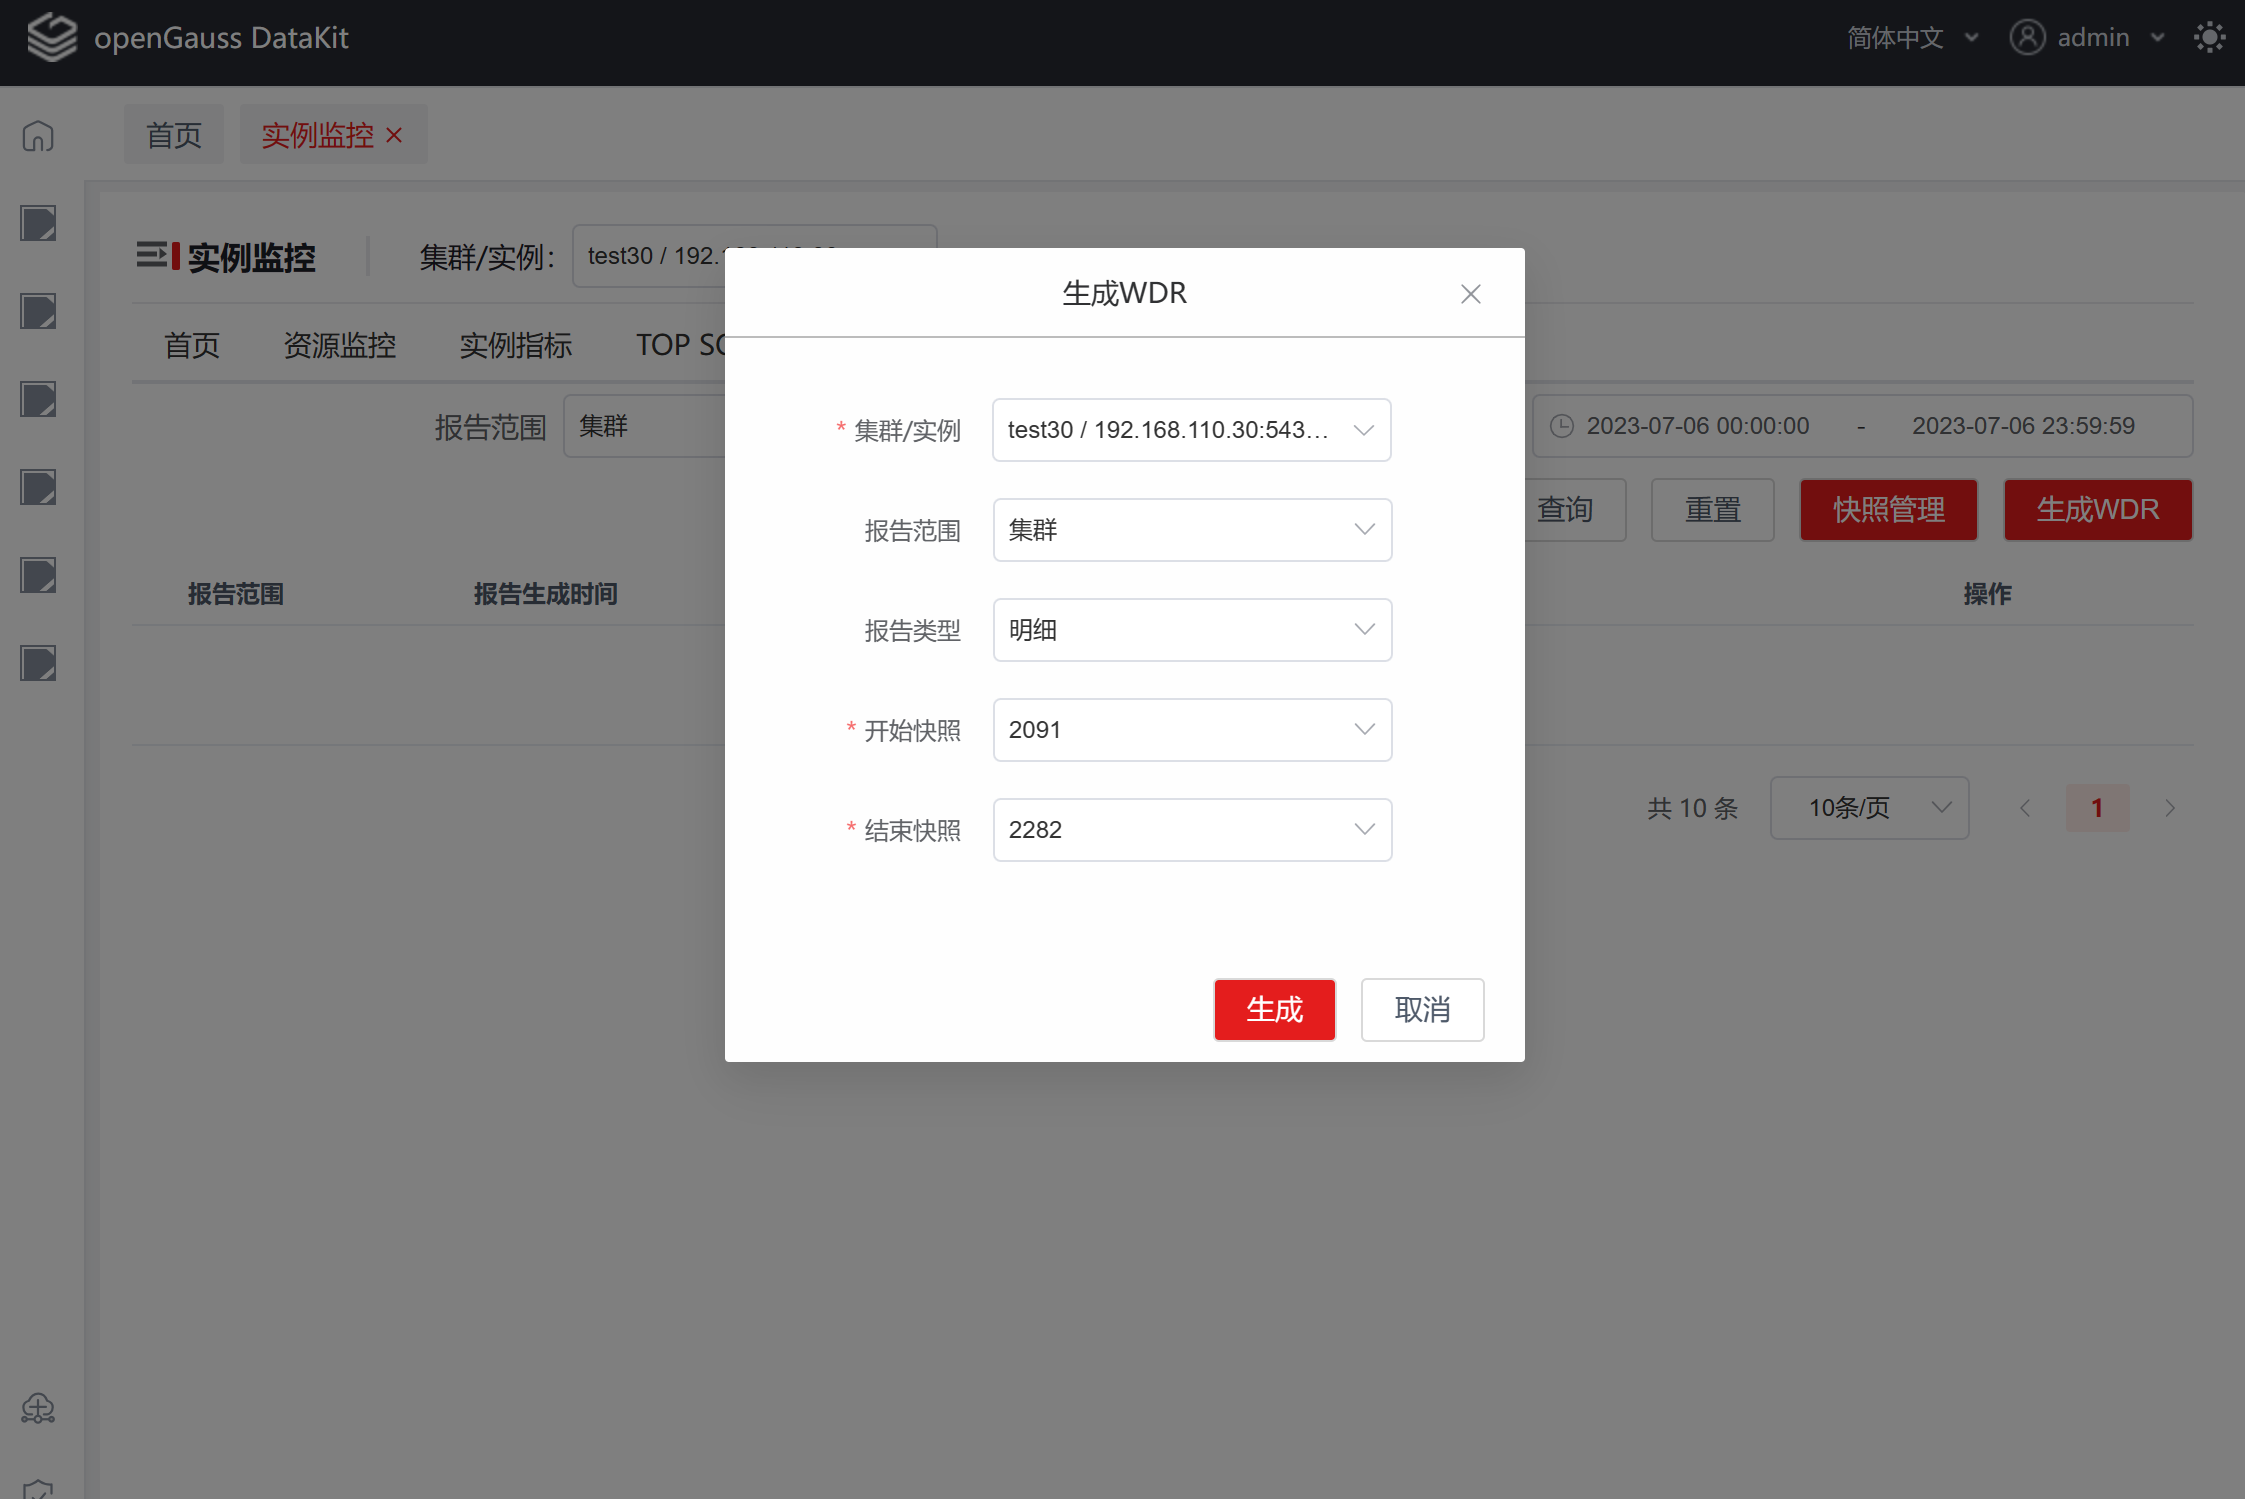 openGauss DataKit
简体中文
admin
首页
实例监控
实例监控
集群/实例：
test30 / 192.
首页
资源监控
实例指标
TOP
报告范围
集群
2023-07-06 00:00:00 - 2023-07-06 23:59:59
查询
重置
快照管理
生成WDR
报告范围
报告生成时间
操作
共 10 条
10条/页
1
生成WDR
* 集群/实例
test30 / 192.168.110.30:543...
报告范围
集群
报告类型
明细
* 开始快照
2091
* 结束快照
2282
生成
取消